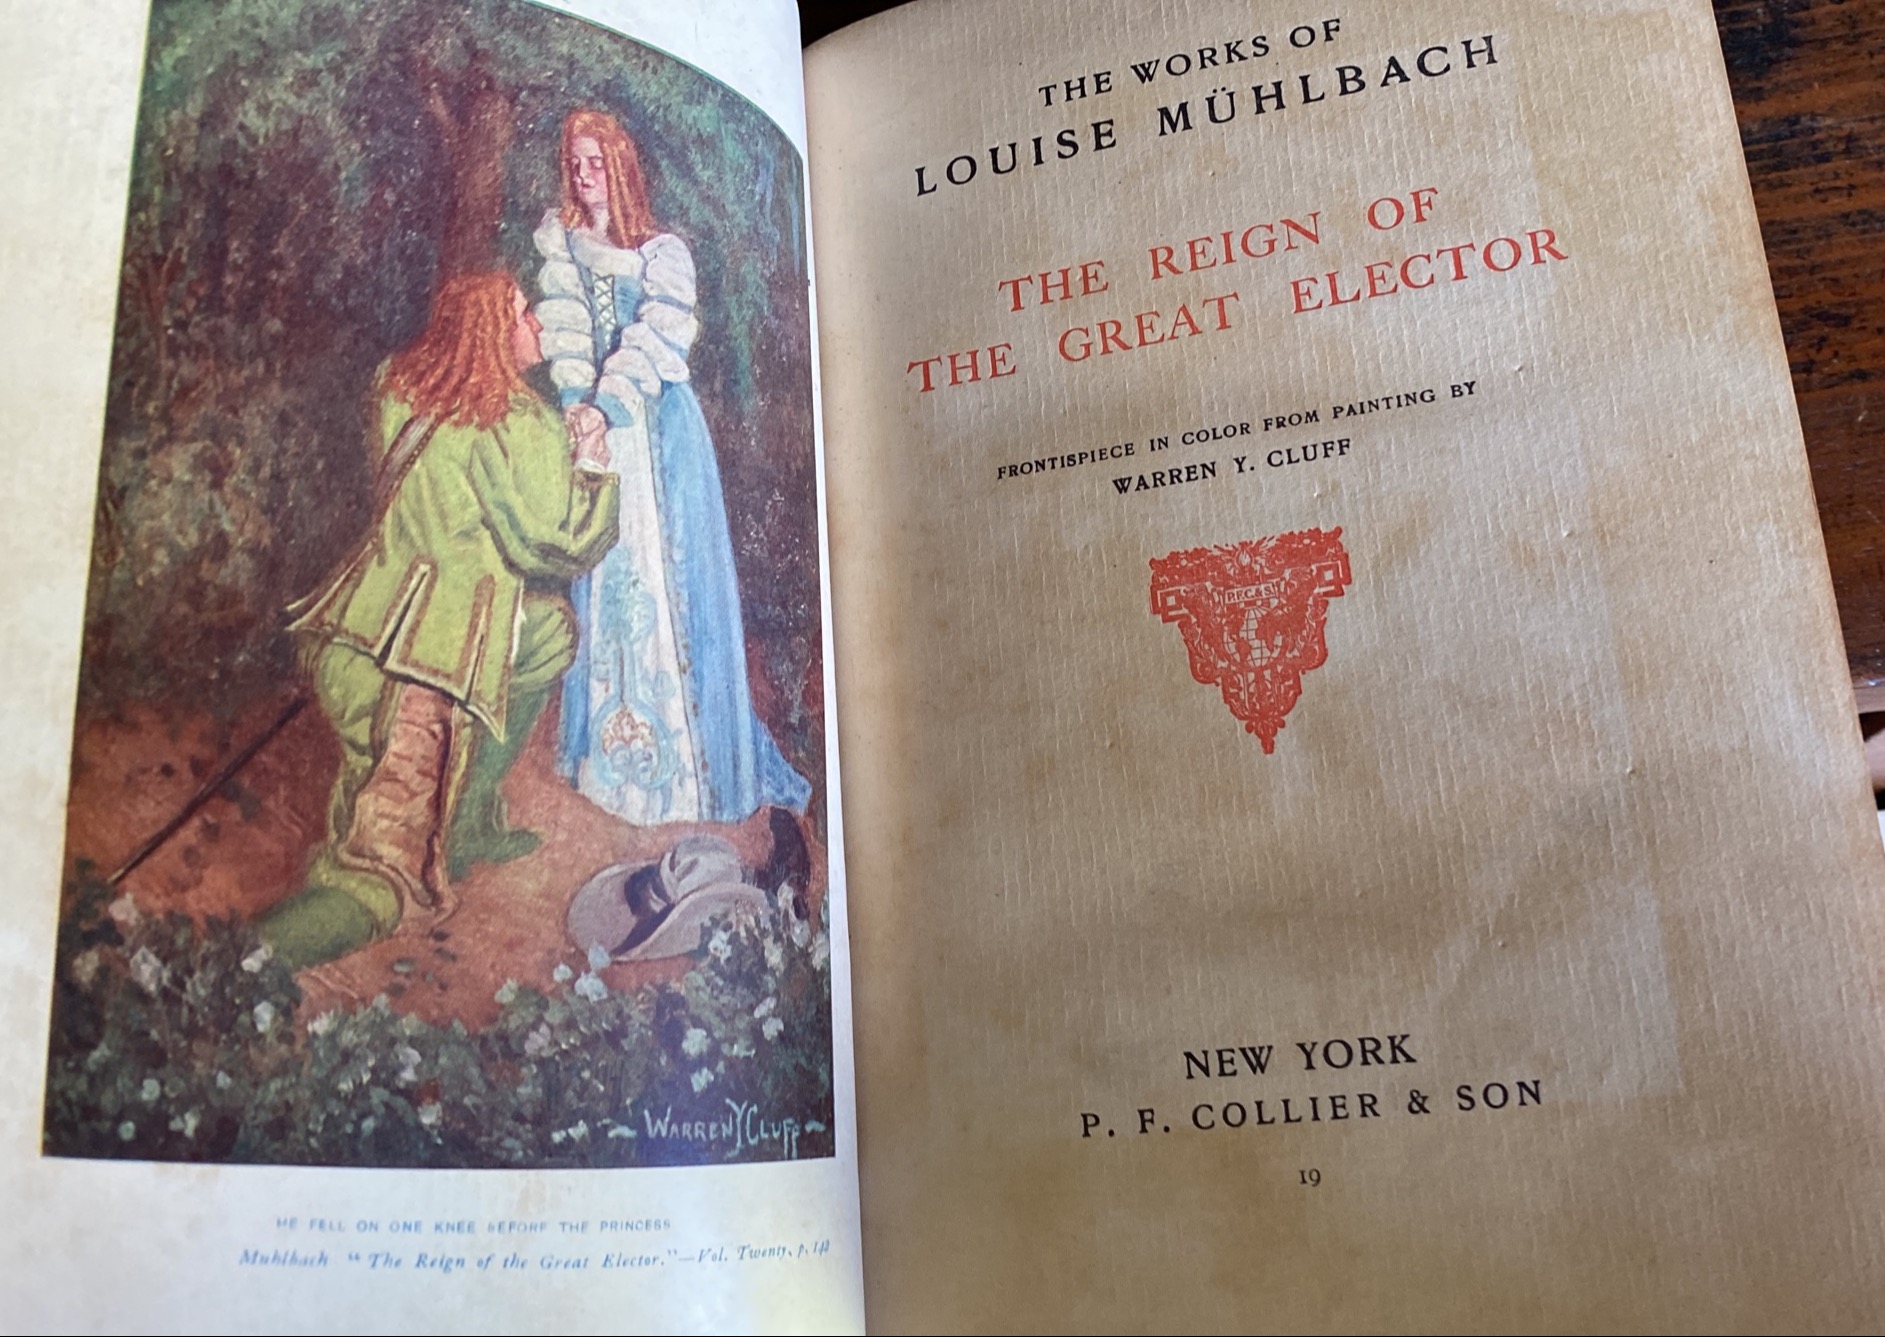 WARREN Y CLUFF
HE FELL ON ONE KNEE BEFORE THE PRINCESS
Muhlbach "The Reign of the Great Elector."—Vol. Twenty, p. 142
THE WORKS OF
LOUISE MÜHLBACH
THE REIGN OF
THE GREAT ELECTOR
FRONTISPIECE IN COLOR FROM PAINTING BY
WARREN Y. CLUFF
P.F.C.&S.
NEW YORK
P. F. COLLIER & SON
19